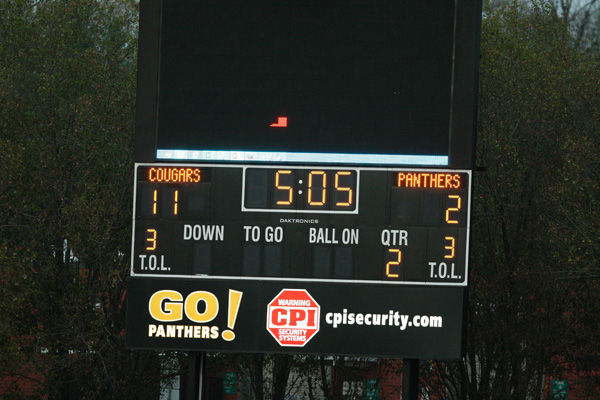 COUGARS 5:05 PANTHERS
11 2
DAKTRONICS
3 DOWN TO GO BALL ON QTR 3
T.O.L. 2 T.O.L.
GO!
PANTHERS
WARNING
CPI
SECURITY
SYSTEMS
cpisecurity.com